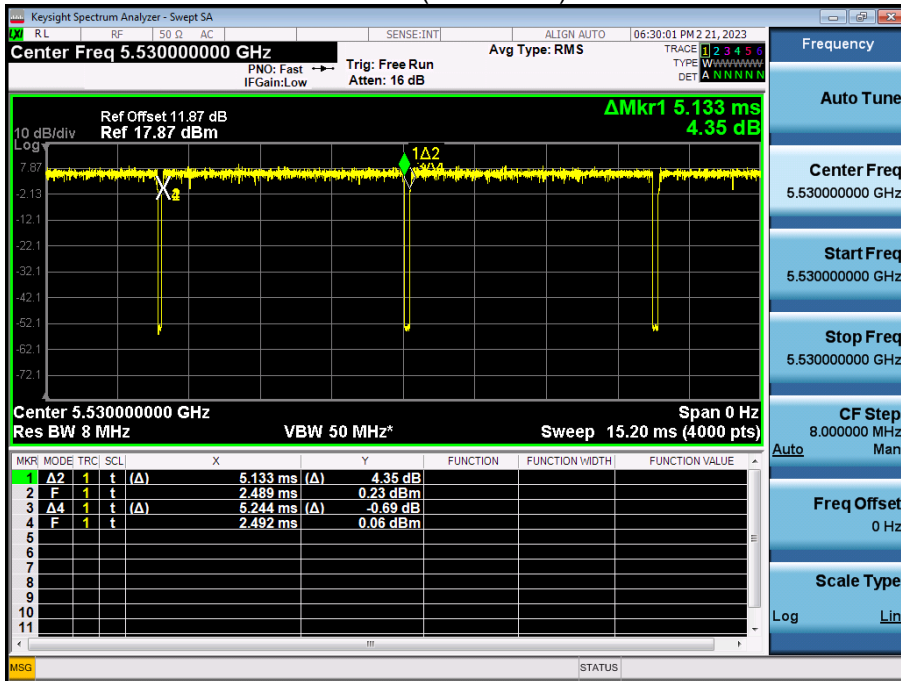 Keysight Spectrum Analyzer - Swept SA
LXI RL RF 50 Ω AC SENSE:INT ALIGN AUTO 06:30:01 PM 2 21, 2023
Center Freq 5.530000000 GHz Avg Type: RMS TRACE 1 2 3 4 5 6
PNO: Fast Trig: Free Run TYPE WWWWWW
IFGain:Low Atten: 16 dB DET A N N N N N
Ref Offset 11.87 dB ΔMkr1 5.133 ms
10 dB/div Ref 17.87 dBm 4.35 dB
Log
1Δ2
7.87
-2.13
-12.1
-22.1
-32.1
-42.1
-52.1
-62.1
-72.1
Center 5.530000000 GHz Span 0 Hz
Res BW 8 MHz VBW 50 MHz* Sweep 15.20 ms (4000 pts)
MKR MODE TRC SCL X Y FUNCTION FUNCTION WIDTH FUNCTION VALUE
1 Δ2 1 t (Δ) 5.133 ms (Δ) 4.35 dB
2 F 1 t 2.489 ms 0.23 dBm
3 Δ4 1 t (Δ) 5.244 ms (Δ) -0.69 dB
4 F 1 t 2.492 ms 0.06 dBm
5
6
7
8
9
10
11
MSG STATUS
Frequency
Auto Tune
Center Freq
5.530000000 GHz
Start Freq
5.530000000 GHz
Stop Freq
5.530000000 GHz
CF Step
8.000000 MHz
Auto Man
Freq Offset
0 Hz
Scale Type
Log Lin